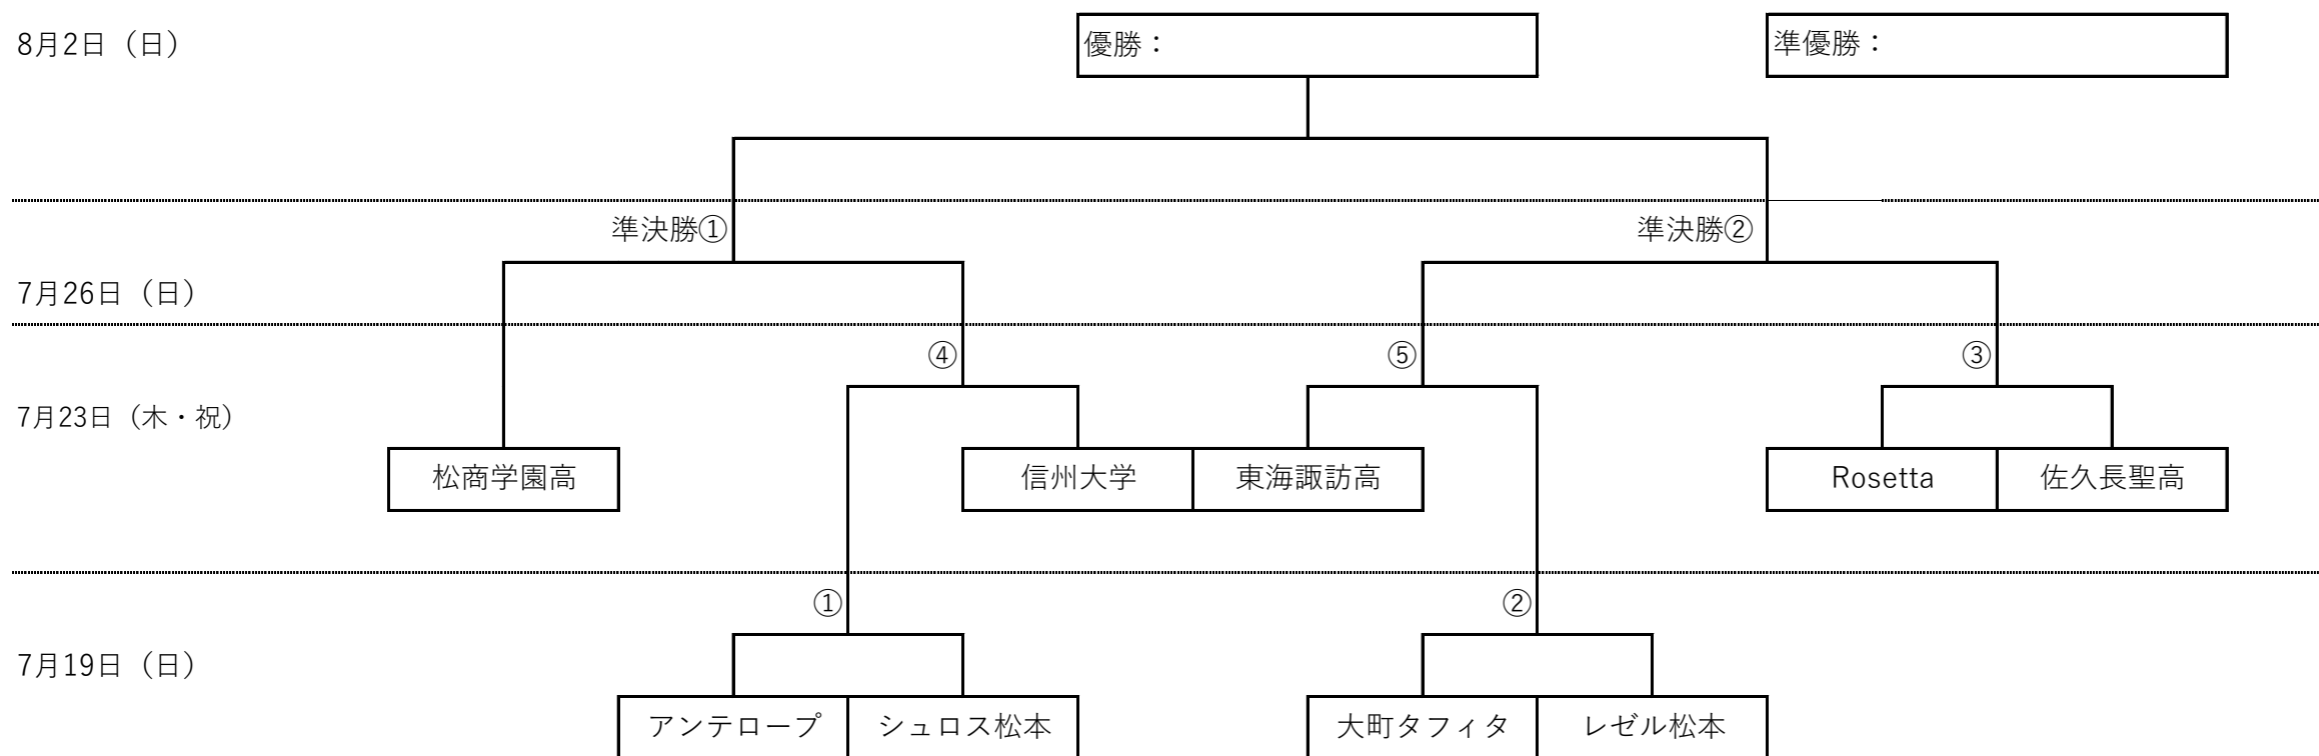 8月2日（日）
優勝：
準優勝：
準決勝①
準決勝②
7月26日（日）
④
⑤
③
7月23日（木・祝）
松商学園高
信州大学
東海諏訪高
Rosetta
佐久長聖高
①
②
7月19日（日）
アンテロープ
シュロス松本
大町タフィタ
レゼル松本